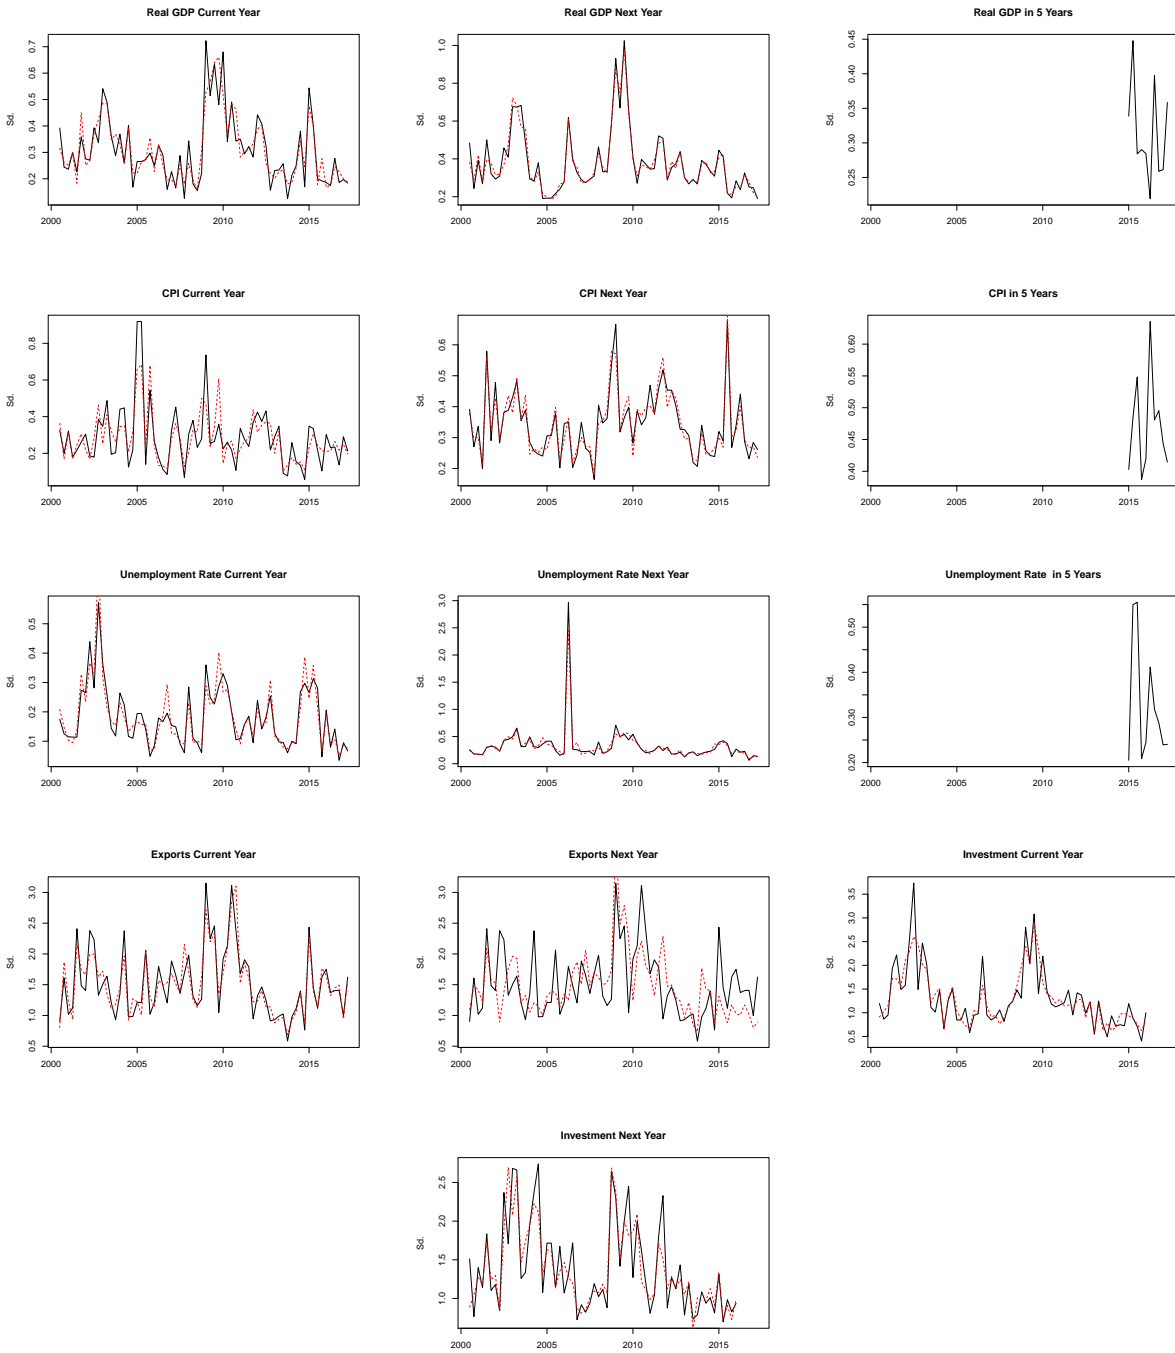 Real GDP Current Year
Sd.
0.2 0.3 0.4 0.5 0.6 0.7
2000 2005 2010 2015
Real GDP Next Year
0.2 0.4 0.6 0.8 1.0
2000 2005 2010 2015
Real GDP in 5 Years
Sd.
0.25 0.30 0.35 0.40 0.45
2000 2005 2010 2015
CPI Current Year
Sd.
0.2 0.4 0.6 0.8
2000 2005 2010 2015
CPI Next Year
Sd.
0.2 0.3 0.4 0.5 0.6
2000 2005 2010 2015
CPI in 5 Years
Sd.
0.40 0.45 0.50 0.55 0.60
2000 2005 2010 2015
Unemployment Rate Current Year
Sd.
0.1 0.2 0.3 0.4 0.5
2000 2005 2010 2015
Unemployment Rate Next Year
Sd.
0.0 0.5 1.0 1.5 2.0 2.5 3.0
2000 2005 2010 2015
Unemployment Rate in 5 Years
Sd.
0.20 0.30 0.40 0.50
2000 2005 2010 2015
Exports Current Year
Sd.
0.5 1.0 1.5 2.0 2.5 3.0
2000 2005 2010 2015
Exports Next Year
Sd.
0.5 1.0 1.5 2.0 2.5 3.0
2000 2005 2010 2015
Investment Current Year
Sd.
0.5 1.0 1.5 2.0 2.5 3.0 3.5
2000 2005 2010 2015
Investment Next Year
Sd.
1.0 1.5 2.0 2.5
2000 2005 2010 2015